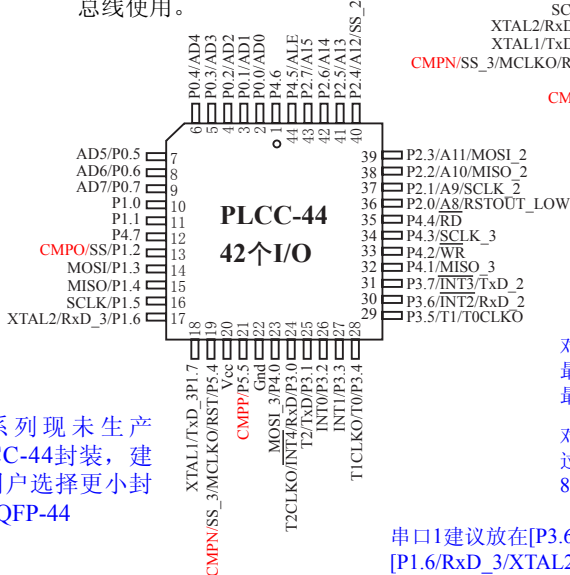 总线使用。
XTAL2/RxD
XTAL1/TxD
CMPN/SS_3/MCLKO/R
P0.4/AD4
P0.3/AD3
P0.2/AD2
P0.1/AD1
P0.0/AD0
P4.6
P4.5/ALE
P2.7/A15
P2.6/A14
P2.5/A13
P2.4/A12/SS_2
6 5 4 3 2 1 44 43 42 41 40
AD5/P0.5 7
AD6/P0.6 8
AD7/P0.7 9
P1.0 10
P1.1 11
P4.7 12
CMPO/SS/P1.2 13
MOSI/P1.3 14
MISO/P1.4 15
SCLK/P1.5 16
XTAL2/RxD_3/P1.6 17
PLCC-44
42个I/O
39 P2.3/A11/MOSI_2
38 P2.2/A10/MISO_2
37 P2.1/A9/SCLK_2
36 P2.0/A8/RSTOUT_LOW
35 P4.4/RD
34 P4.3/SCLK_3
33 P4.2/WR
32 P4.1/MISO_3
31 P3.7/INT3/TxD_2
30 P3.6/INT2/RxD_2
29 P3.5/T1/T0CLKO
18 19 20 21 22 23 24 25 26 27 28
XTAL1/TxD_3P1.7
CMPN/SS_3/MCLKO/RST/P5.4
Vcc
CMPP/P5.5
Gnd
MOSI_3/P4.0
T2CLKO/INT4/RxD/P3.0
T2/TxD/P3.1
INT0/P3.2
INT1/P3.3
T1CLKO/T0/P3.4
系列现未生产
C-44封装，建
户选择更小封
QFP-44
串口1建议放在[P3.6
[P1.6/RxD_3/XTAL2